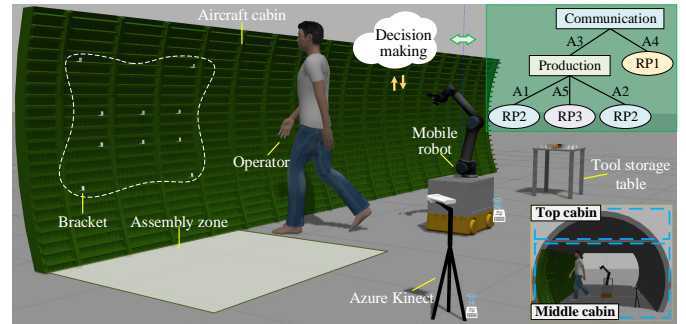 Aircraft cabin
Decision
making
Communication
A3
A4
Production
RP1
A1
A5
A2
RP2
RP3
RP2
Operator
Mobile
robot
Tool storage
table
Bracket
Assembly zone
Azure Kinect
Top cabin
Middle cabin